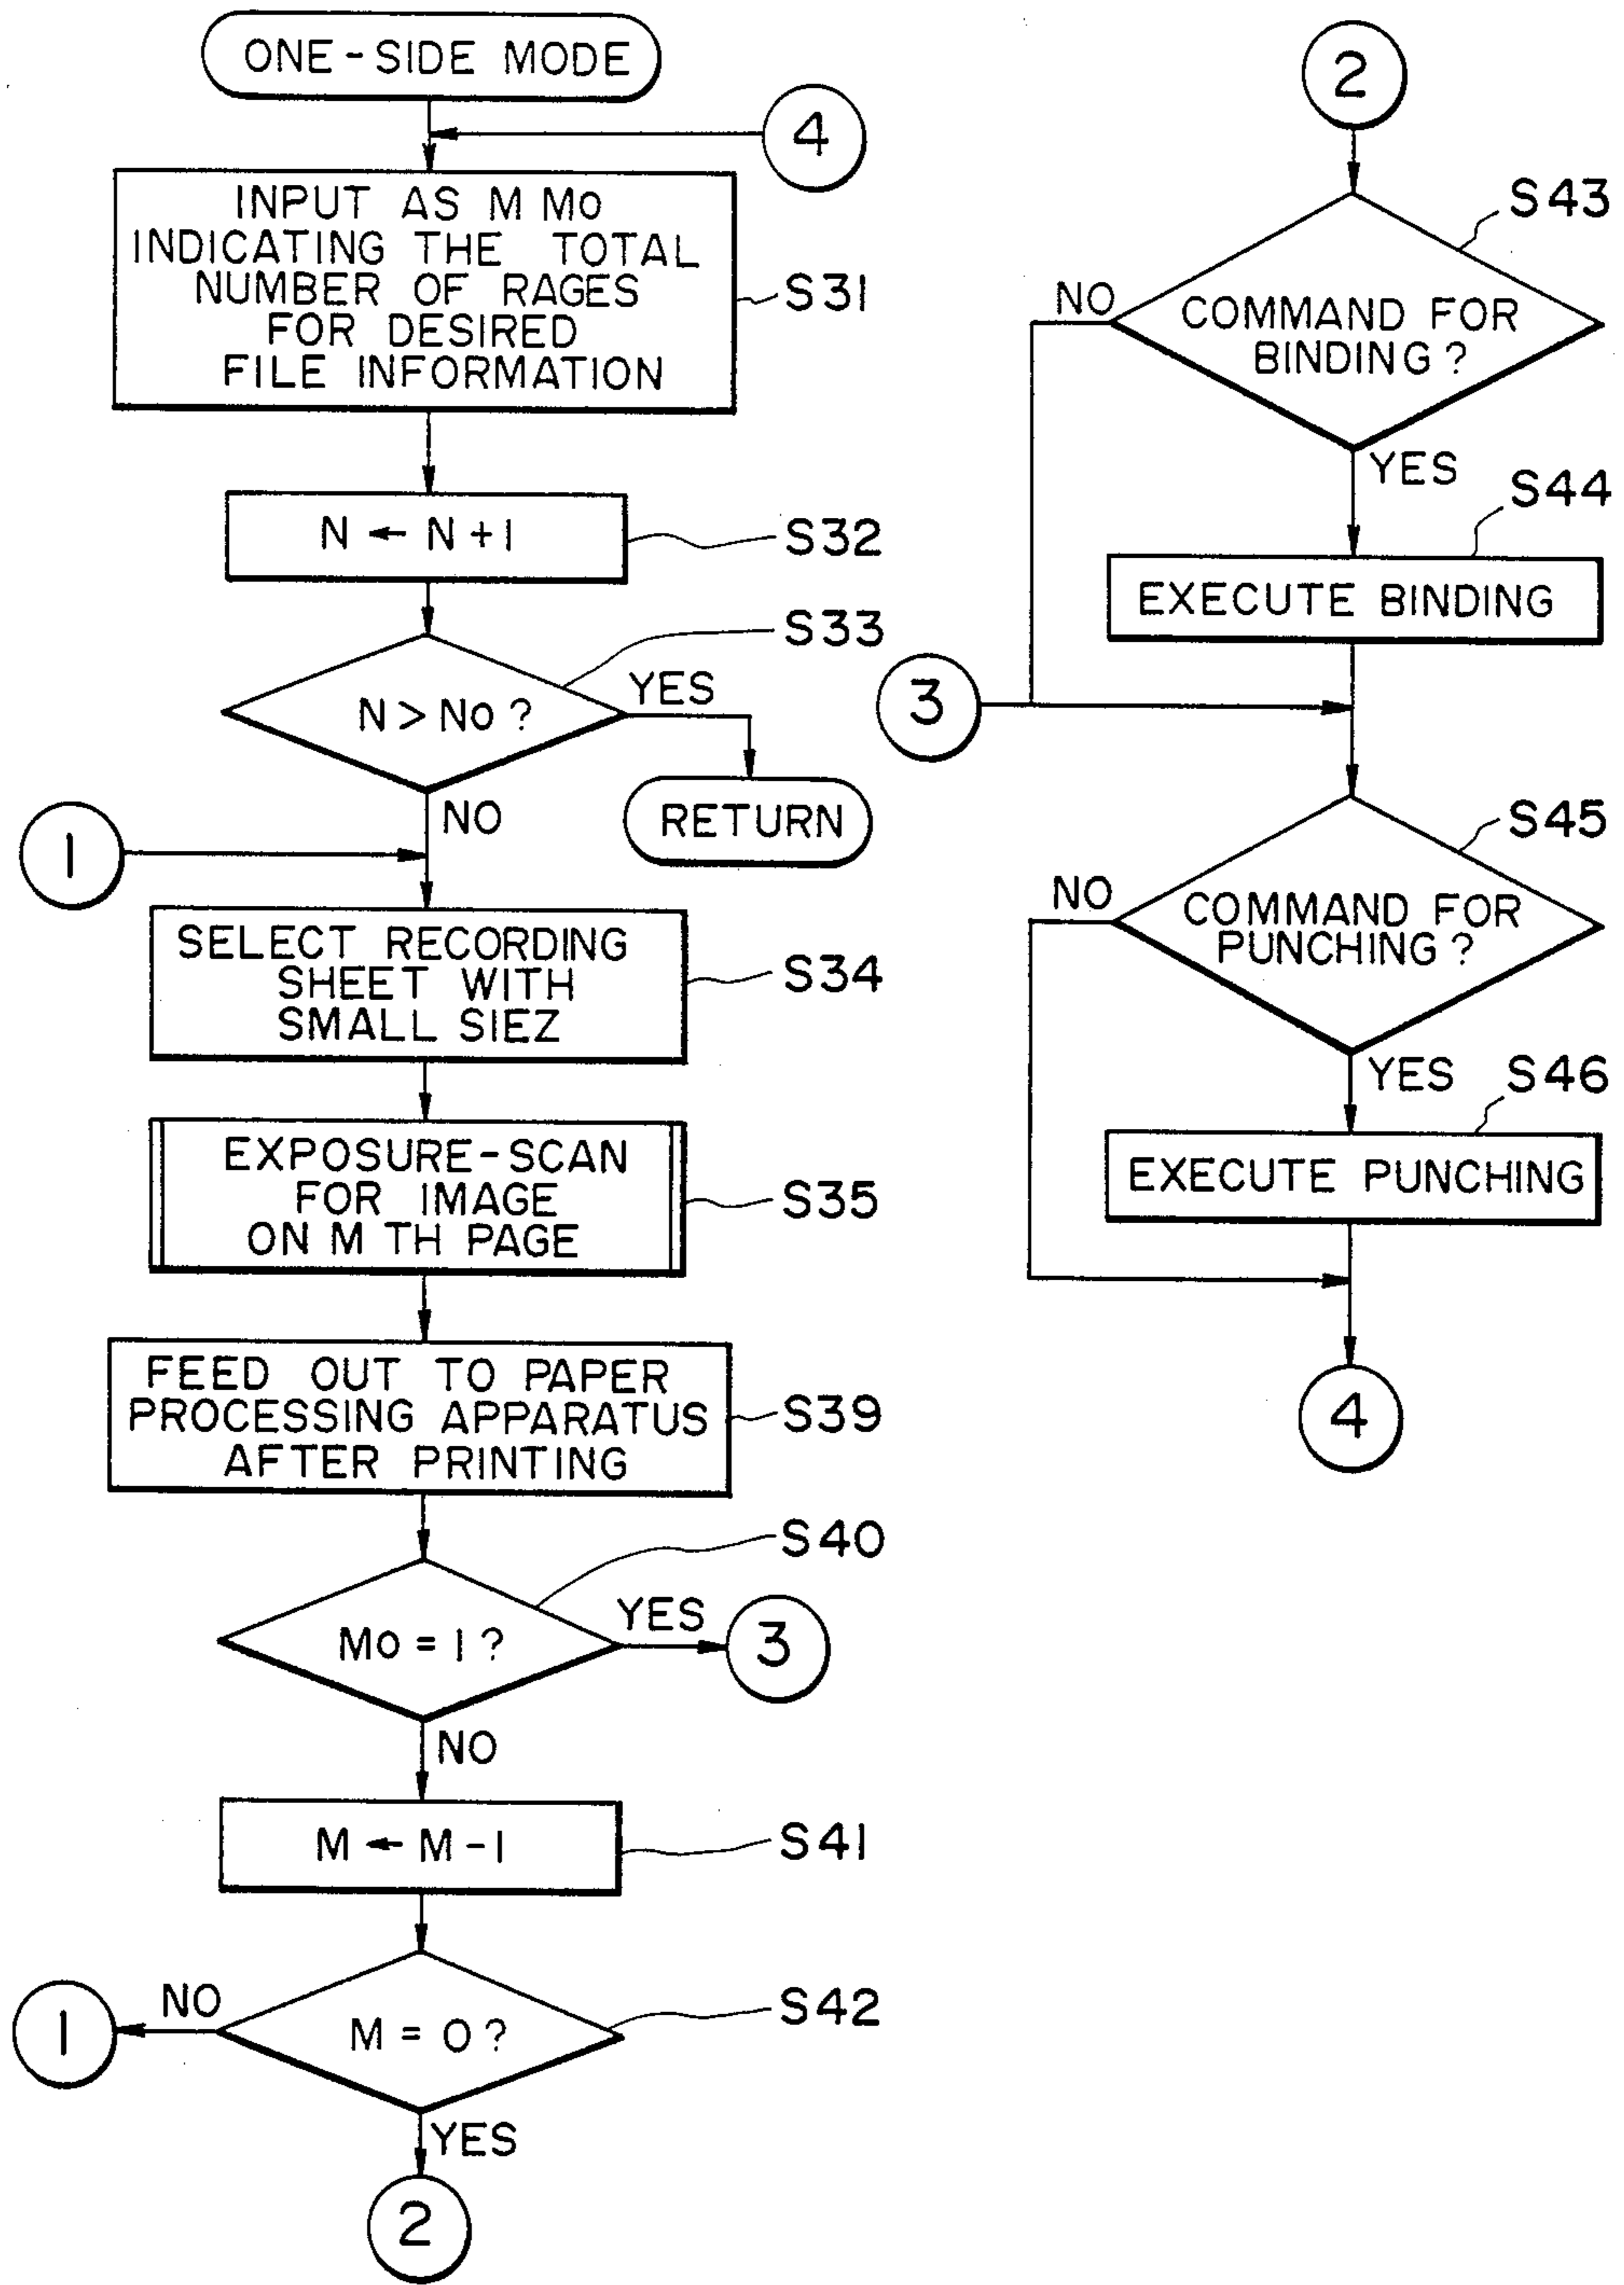 ONE-SIDE MODE
4
INPUT AS M Mo
INDICATING THE TOTAL
NUMBER OF RAGES
FOR DESIRED
FILE INFORMATION
S31
N ← N+1
S32
S33
N > No ?
YES
NO
RETURN
1
SELECT RECORDING
SHEET WITH
SMALL SIEZ
S34
EXPOSURE-SCAN
FOR IMAGE
ON M TH PAGE
S35
FEED OUT TO PAPER
PROCESSING APPARATUS
AFTER PRINTING
S39
S40
Mo = 1 ?
YES
3
NO
M ← M-1
S41
S42
M = 0 ?
NO
1
YES
2
2
S43
COMMAND FOR
BINDING ?
NO
YES
S44
EXECUTE BINDING
3
S45
COMMAND FOR
PUNCHING ?
NO
YES
S46
EXECUTE PUNCHING
4